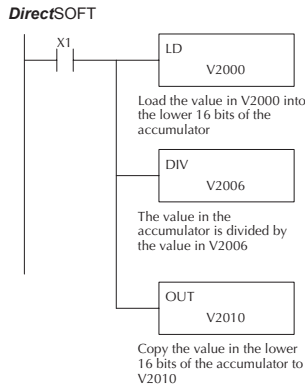 DirectSOFT
X1
LD
V2000
Load the value in V2000 into
the lower 16 bits of the
accumulator
DIV
V2006
The value in the
accumulator is divided by
the value in V2006
OUT
V2010
Copy the value in the lower
16 bits of the accumulator to
V2010